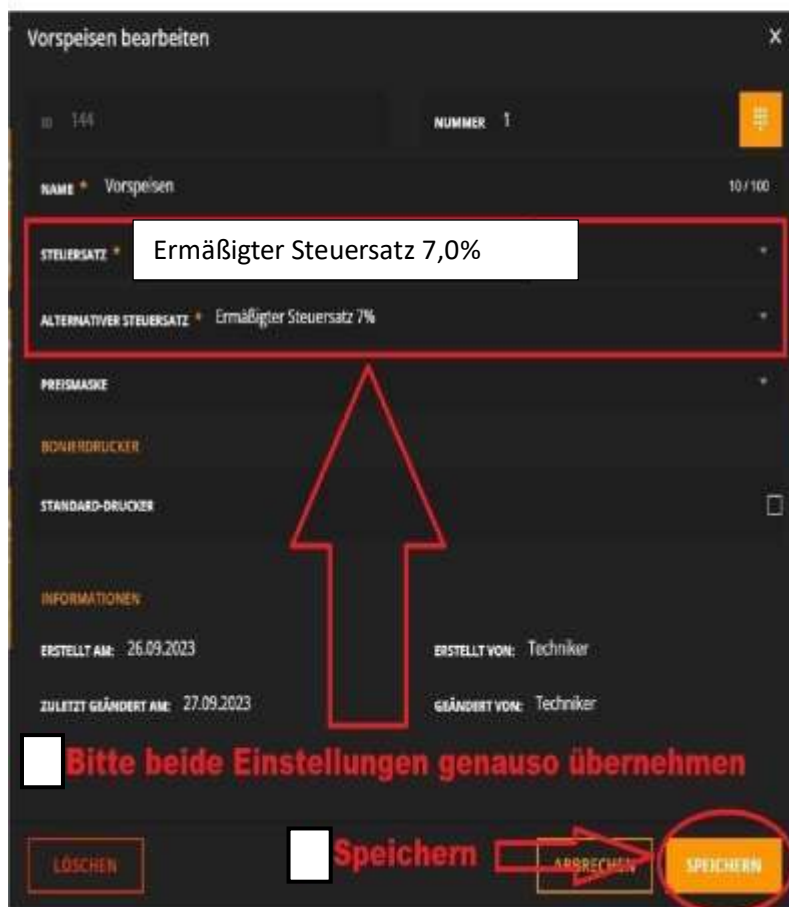 Vorspeisen bearbeiten X
ID 144 NUMMER 1
NAME * Vorspeisen 10/100
STEUERSATZ * Ermäßigter Steuersatz 7,0%
ALTERNATIVER STEUERSATZ * Ermäßigter Steuersatz 7%
PREISMASKE
BONIERDRUCKER
STANDARD-DRUCKER
INFORMATIONEN
ERSTELLT AM: 26.09.2023 ERSTELLT VON: Techniker
ZULETZT GEÄNDERT AM: 27.09.2023 GEÄNDERT VON: Techniker
Bitte beide Einstellungen genauso übernehmen
LÖSCHEN Speichern ABBRECHEN SPEICHERN